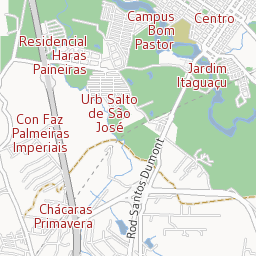 Campus
Bom
Pastor
Centro
Residencial
Haras
Paineiras
Jardim
Itaguaçu
Urb Salto
de São
José
Con Faz
Palmeiras
Imperiais
Rod Santos Dumont
Chácaras
Primavera